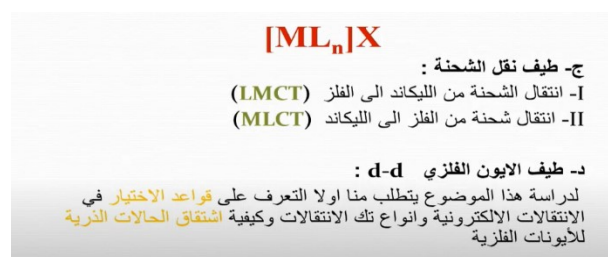 [MLn]X
ج- طيف نقل الشحنة :
I- انتقال الشحنة من الليكاند الى الفلز (LMCT)
II- انتقال شحنة من الفلز الى الليكاند (MLCT)
د- طيف الايون الفلزي d-d :
لدراسة هذا الموضوع يتطلب منا اولا التعرف على قواعد الاختيار في
الانتقالات الالكترونية وانواع تلك الانتقالات وكيفية اشتقاق الحالات الذرية
للأيونات الفلزية